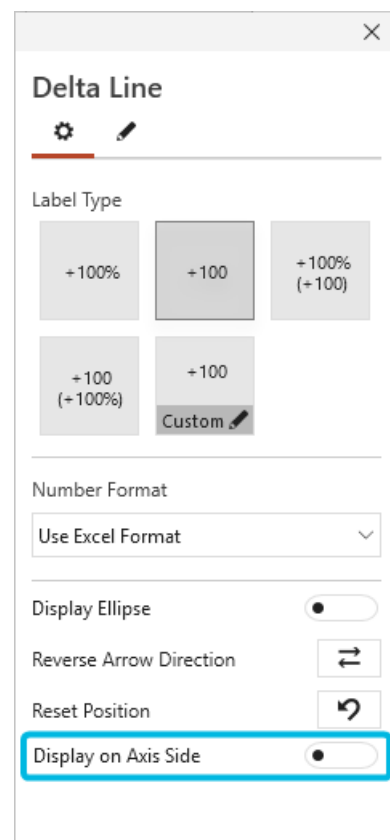 Delta Line
Label Type
+100%
+100
+100%
(+100)
+100
(+100%)
+100
Custom
Number Format
Use Excel Format
Display Ellipse
Reverse Arrow Direction
Reset Position
Display on Axis Side